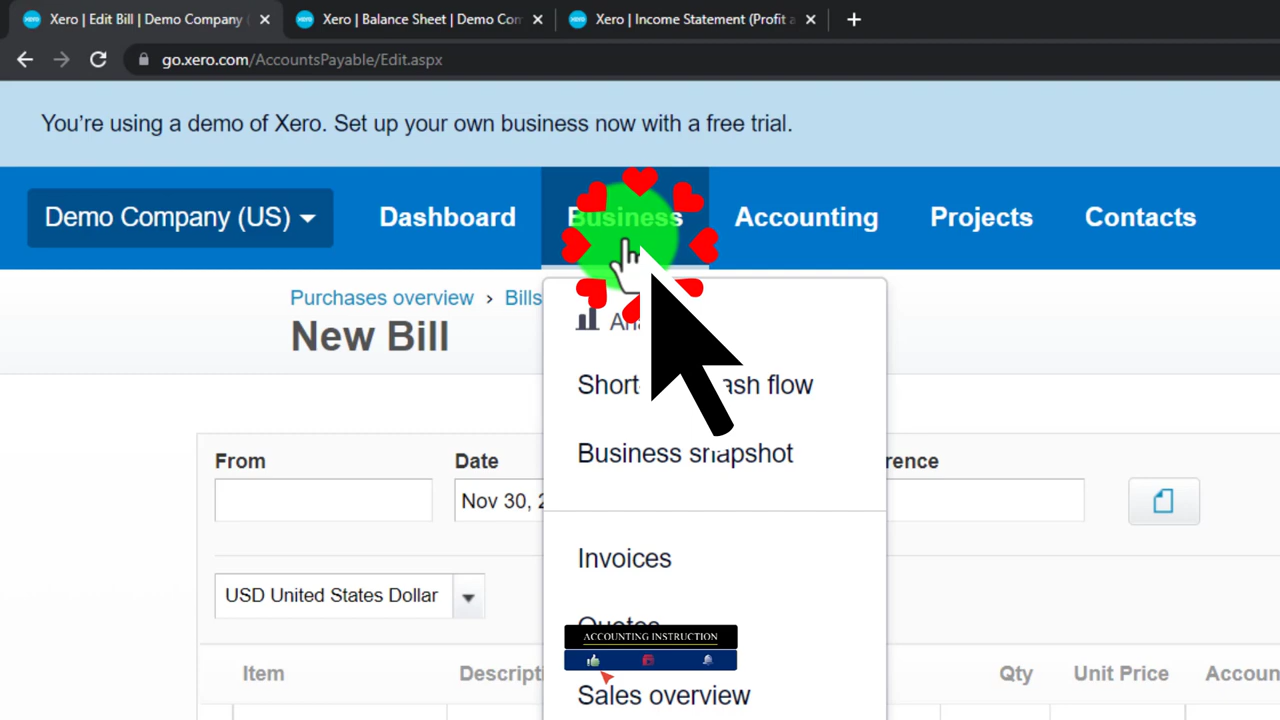 Xero | Edit Bill | Demo Company (
Xero | Balance Sheet | Demo Com
Xero | Income Statement (Profit a
go.xero.com/AccountsPayable/Edit.aspx
You're using a demo of Xero. Set up your own business now with a free trial.
Demo Company (US) Dashboard Business Accounting Projects Contacts
Purchases overview › Bills
New Bill
Short ash flow
Business snapshot
From Date rence
Nov 30, 2
Invoices
USD United States Dollar
Quotes
ACCOUNTING INSTRUCTION
Item Descripti Qty Unit Price Accoun
Sales overview